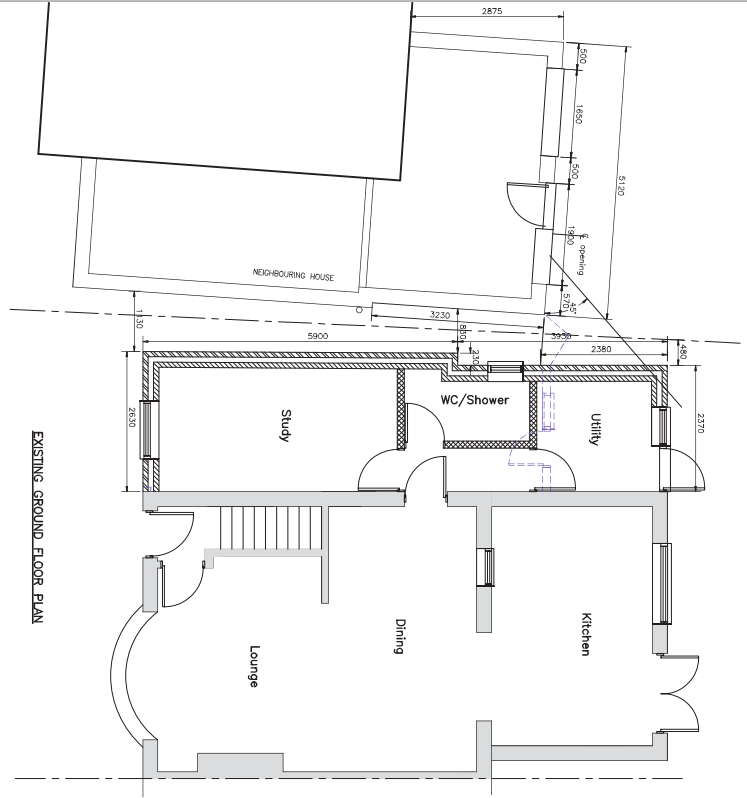 2875
500
1650
500
5120
1900
℄ opening
570
45°
NEIGHBOURING HOUSE
1130
3230
830
5900
3930
230
2380
480
2630
WC/Shower
Study
Utility
2370
EXISTING GROUND FLOOR PLAN
Dining
Kitchen
Lounge